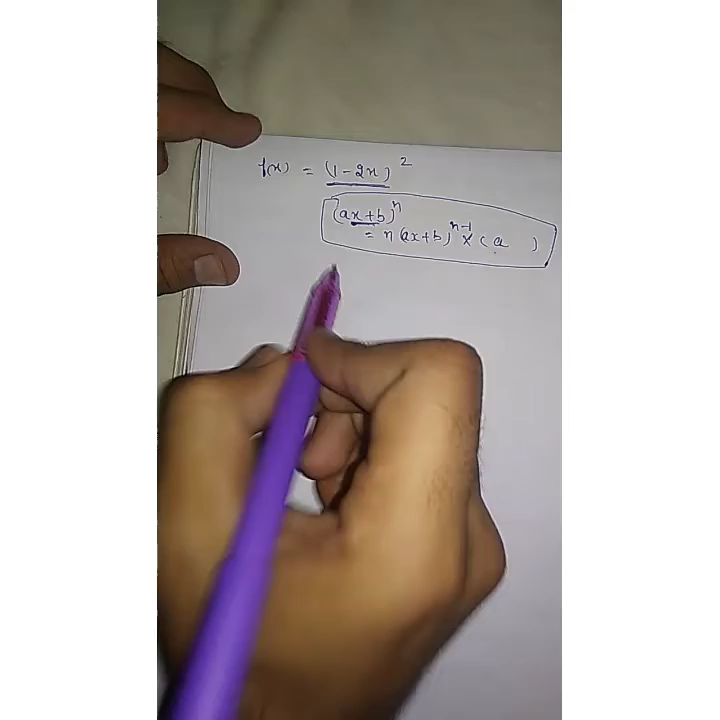 f(x) = (1-2x)²
(ax+b)ⁿ
= n(ax+b)ⁿ⁻¹ × (a )